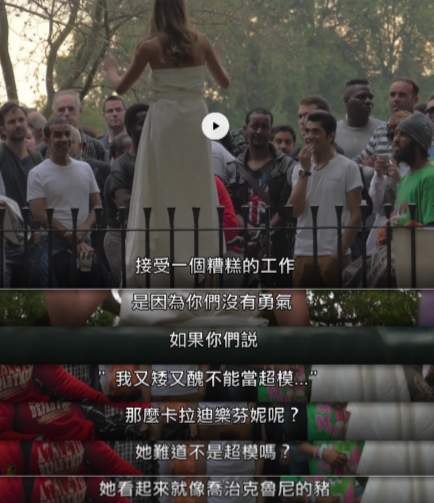 接受一個糟糕的工作
是因為你們沒有勇氣
如果你們説
”我又矮又醜不能當超模...”
那麼卡拉迪樂芬妮呢？
她難道不是超模嗎？
她看起來就像喬治克魯尼的豬